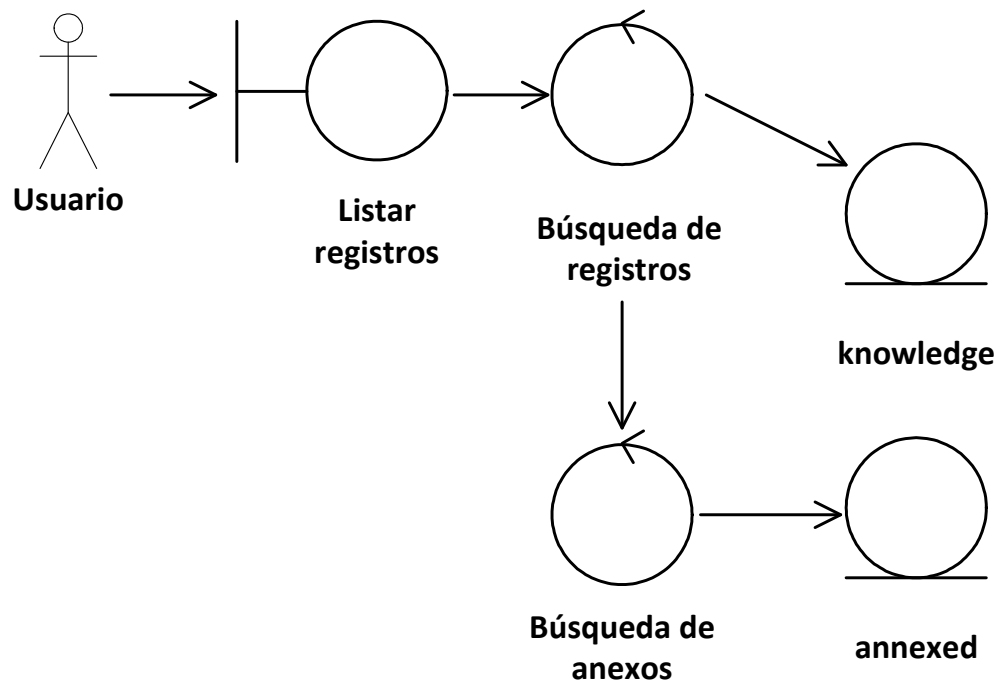 Usuario
Listar
registros
Búsqueda de
registros
knowledge
Búsqueda de
anexos
annexed